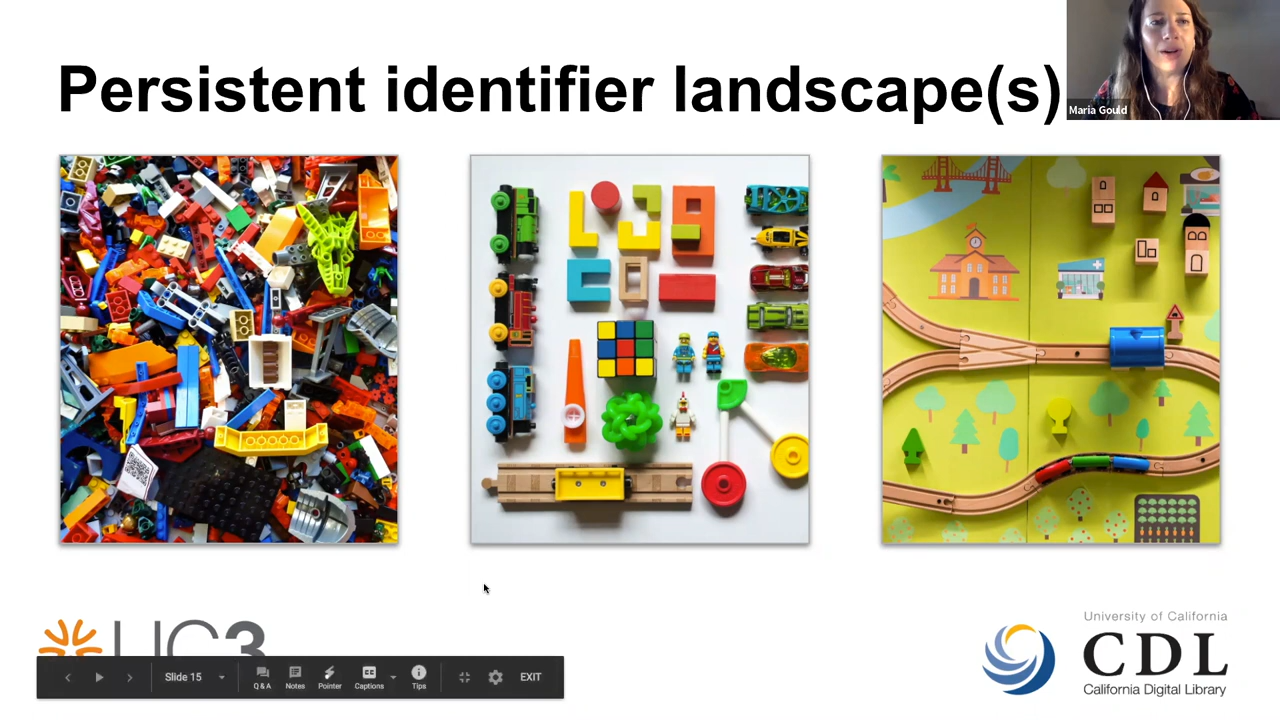 Persistent identifier landscape(s)
Maria Gould
UC3
University of California
CDL
California Digital Library
Slide 15
Q & A
Notes
Pointer
Captions
Tips
EXIT